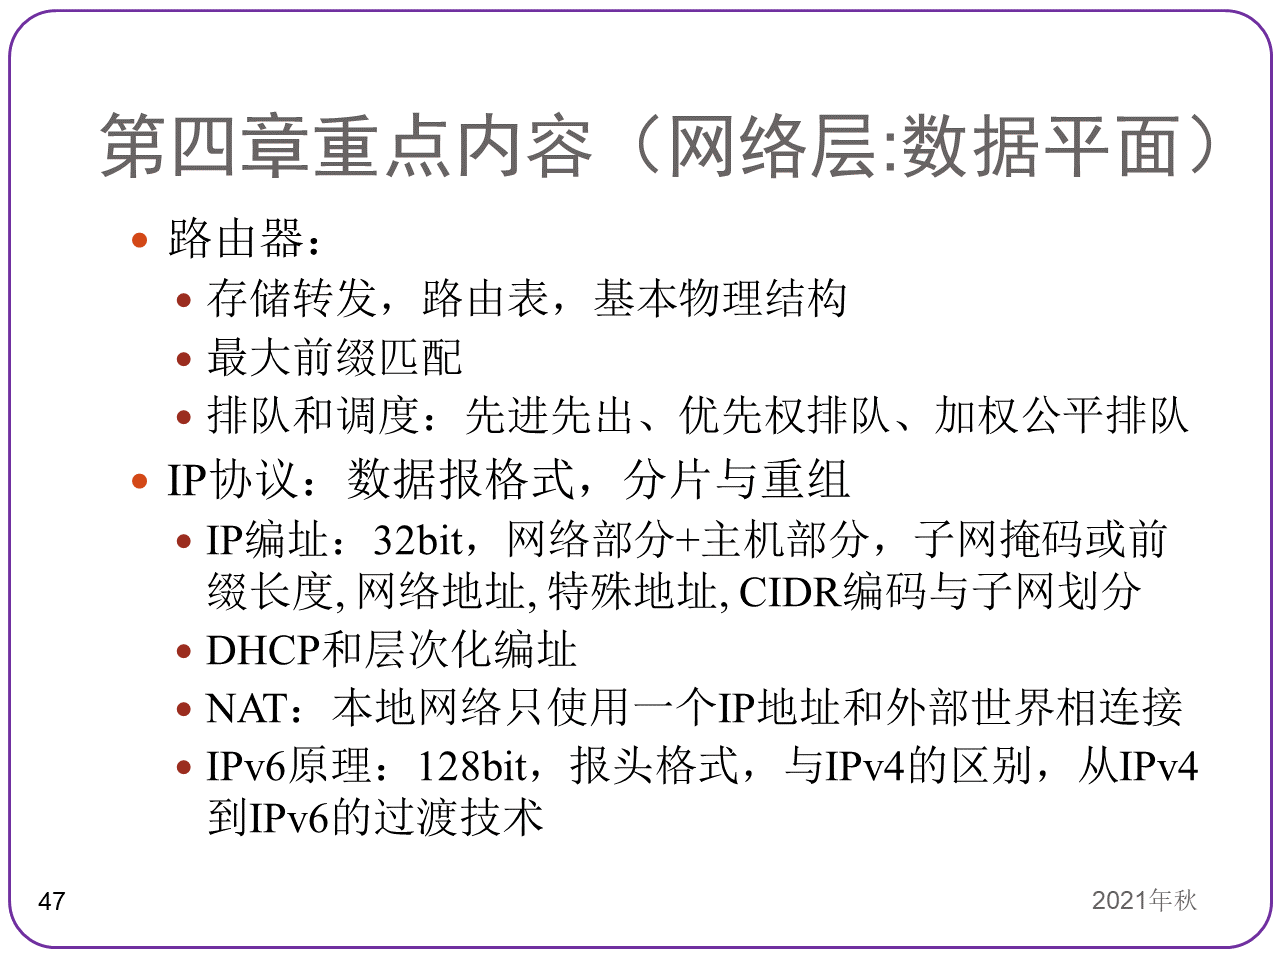 第四章重点内容（网络层:数据平面）
路由器：
存储转发，路由表，基本物理结构
最大前缀匹配
排队和调度：先进先出、优先权排队、加权公平排队
IP协议：数据报格式，分片与重组
IP编址：32bit，网络部分+主机部分，子网掩码或前
缀长度, 网络地址, 特殊地址, CIDR编码与子网划分
DHCP和层次化编址
NAT：本地网络只使用一个IP地址和外部世界相连接
IPv6原理：128bit，报头格式，与IPv4的区别，从IPv4
到IPv6的过渡技术
47
2021年秋